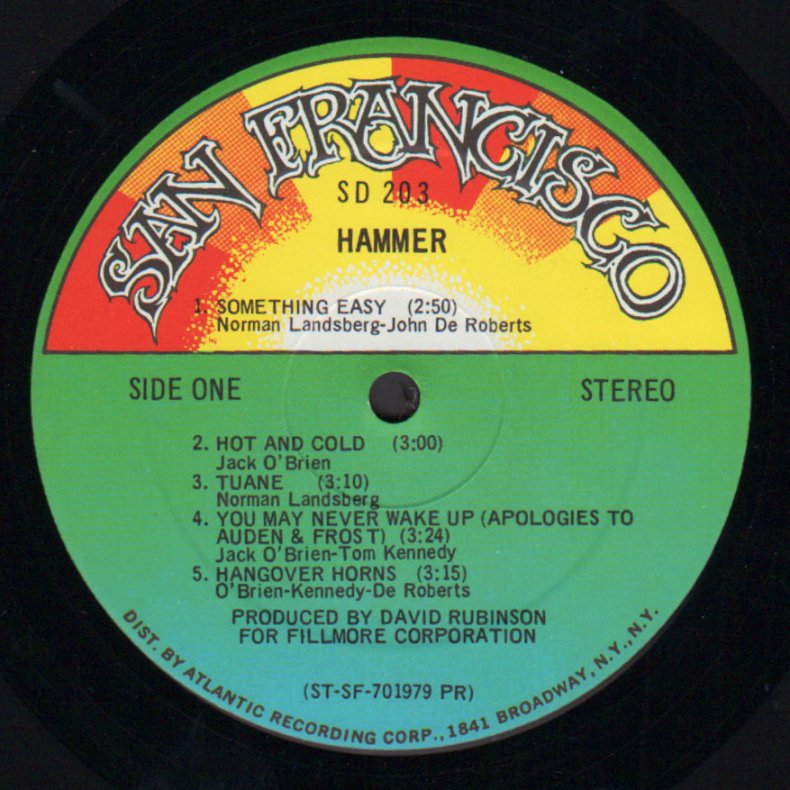 SAN FRANCISCO
SD 203
HAMMER
1. SOMETHING EASY (2:50)
Norman Landsberg-John De Roberts
SIDE ONE
STEREO
2. HOT AND COLD (3:00)
Jack O'Brien
3. TUANE (3:10)
Norman Landsberg
4. YOU MAY NEVER WAKE UP (APOLOGIES TO
AUDEN & FROST) (3:24)
Jack O'Brien-Tom Kennedy
5. HANGOVER HORNS (3:15)
O'Brien-Kennedy-De Roberts
PRODUCED BY DAVID RUBINSON
FOR FILLMORE CORPORATION
(ST-SF-701979 PR)
DIST. BY ATLANTIC RECORDING CORP., 1841 BROADWAY, N.Y., N.Y.